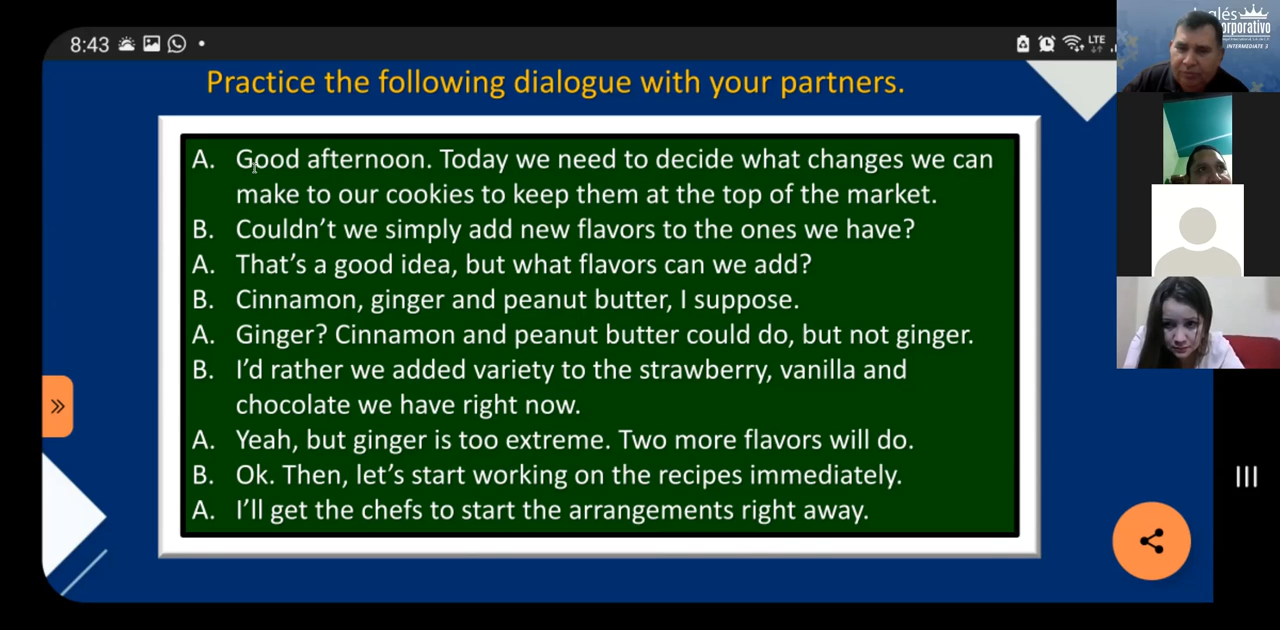 8:43
LTE
Inglés
Corporativo
INTERMEDIATE 3
Practice the following dialogue with your partners.
A. Good afternoon. Today we need to decide what changes we can
make to our cookies to keep them at the top of the market.
B. Couldn't we simply add new flavors to the ones we have?
A. That's a good idea, but what flavors can we add?
B. Cinnamon, ginger and peanut butter, I suppose.
A. Ginger? Cinnamon and peanut butter could do, but not ginger.
B. I'd rather we added variety to the strawberry, vanilla and
chocolate we have right now.
A. Yeah, but ginger is too extreme. Two more flavors will do.
B. Ok. Then, let's start working on the recipes immediately.
A. I'll get the chefs to start the arrangements right away.